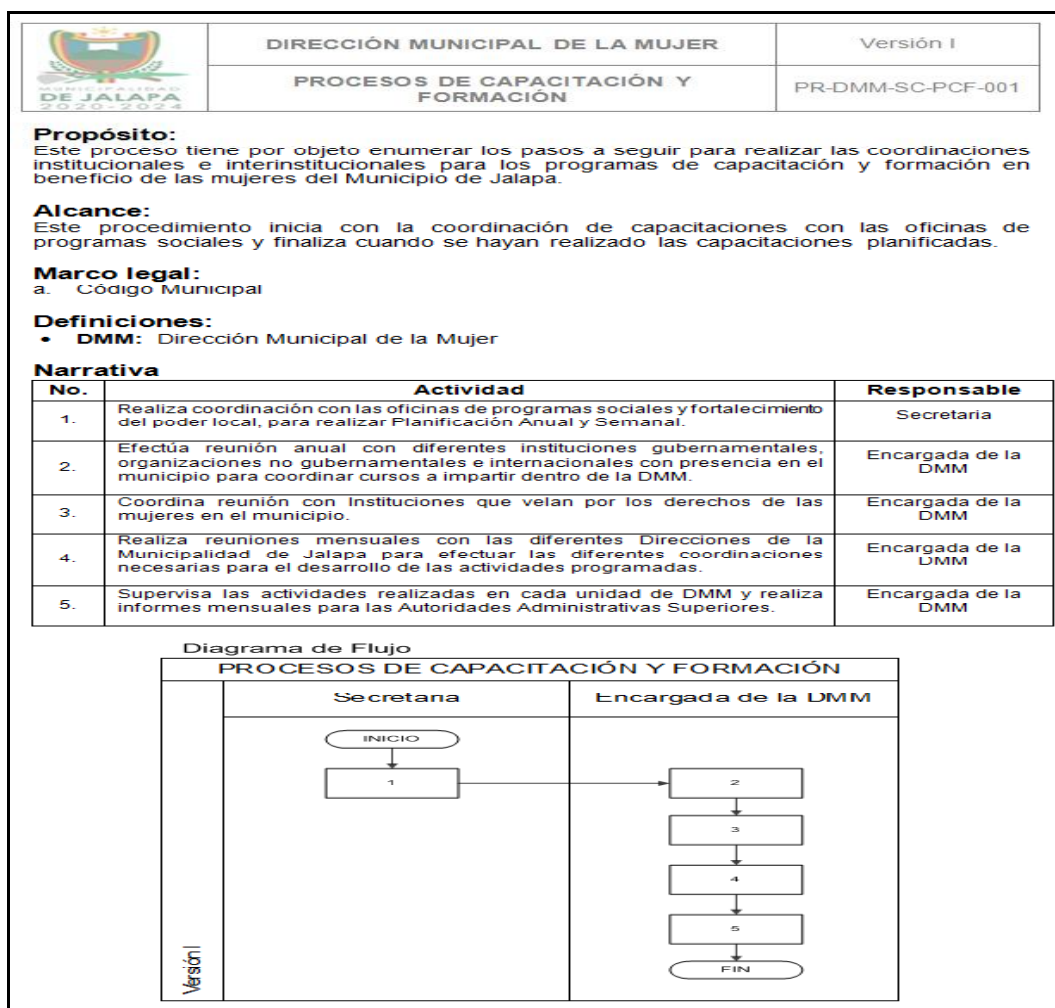 MUNICIPALIDAD
DE JALAPA
2020-2024
DIRECCIÓN MUNICIPAL DE LA MUJER
Versión I
PROCESOS DE CAPACITACIÓN Y
FORMACIÓN
PR-DMM-SC-PCF-001
Propósito:
Este proceso tiene por objeto enumerar los pasos a seguir para realizar las coordinaciones
institucionales e interinstitucionales para los programas de capacitación y formación en
beneficio de las mujeres del Municipio de Jalapa.
Alcance:
Este procedimiento inicia con la coordinación de capacitaciones con las oficinas de
programas sociales y finaliza cuando se hayan realizado las capacitaciones planificadas.
Marco legal:
a. Código Municipal
Definiciones:
• DMM: Dirección Municipal de la Mujer
Narrativa
No. Actividad Responsable
1. Realiza coordinación con las oficinas de programas sociales y fortalecimiento
del poder local, para realizar Planificación Anual y Semanal.
Secretaria
2. Efectúa reunión anual con diferentes instituciones gubernamentales,
organizaciones no gubernamentales e internacionales con presencia en el
municipio para coordinar cursos a impartir dentro de la DMM.
Encargada de la
DMM
3. Coordina reunión con Instituciones que velan por los derechos de las
mujeres en el municipio.
Encargada de la
DMM
4. Realiza reuniones mensuales con las diferentes Direcciones de la
Municipalidad de Jalapa para efectuar las diferentes coordinaciones
necesarias para el desarrollo de las actividades programadas.
Encargada de la
DMM
5. Supervisa las actividades realizadas en cada unidad de DMM y realiza
informes mensuales para las Autoridades Administrativas Superiores.
Encargada de la
DMM
Diagrama de Flujo
PROCESOS DE CAPACITACIÓN Y FORMACIÓN
Secretaria
Encargada de la DMM
INICIO
1
2
3
4
5
FIN
Versión I